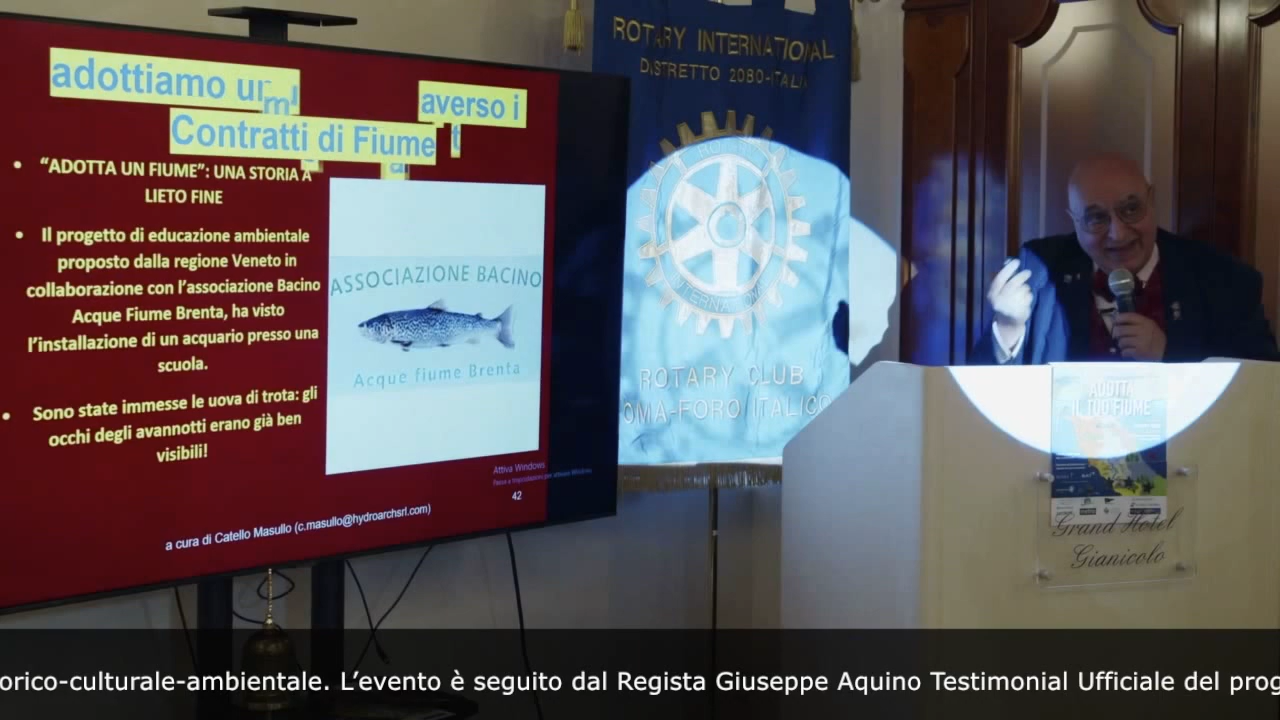 adottiamo un
averso i
Contratti di Fiume
• “ADOTTA UN FIUME”: UNA STORIA A
LIETO FINE
• Il progetto di educazione ambientale
proposto dalla regione Veneto in
collaborazione con l’associazione Bacino
Acque Fiume Brenta, ha visto
l’installazione di un acquario presso una
scuola.
• Sono state immesse le uova di trota: gli
occhi degli avannotti erano già ben
visibili!
ASSOCIAZIONE BACINO
Acque fiume Brenta
Attiva Windows
42
a cura di Catello Masullo (c.masullo@hydroarchsrl.com)
ROTARY INTERNATIONAL
DISTRETTO 2080-ITALIA
INTERNATIONAL
ROTARY CLUB
OMA-FORO ITALICO
ADOTTA
IL TUO FIUME
Grand Hotel
Gianicolo
orico-culturale-ambientale. L’evento è seguito dal Regista Giuseppe Aquino Testimonial Ufficiale del prog